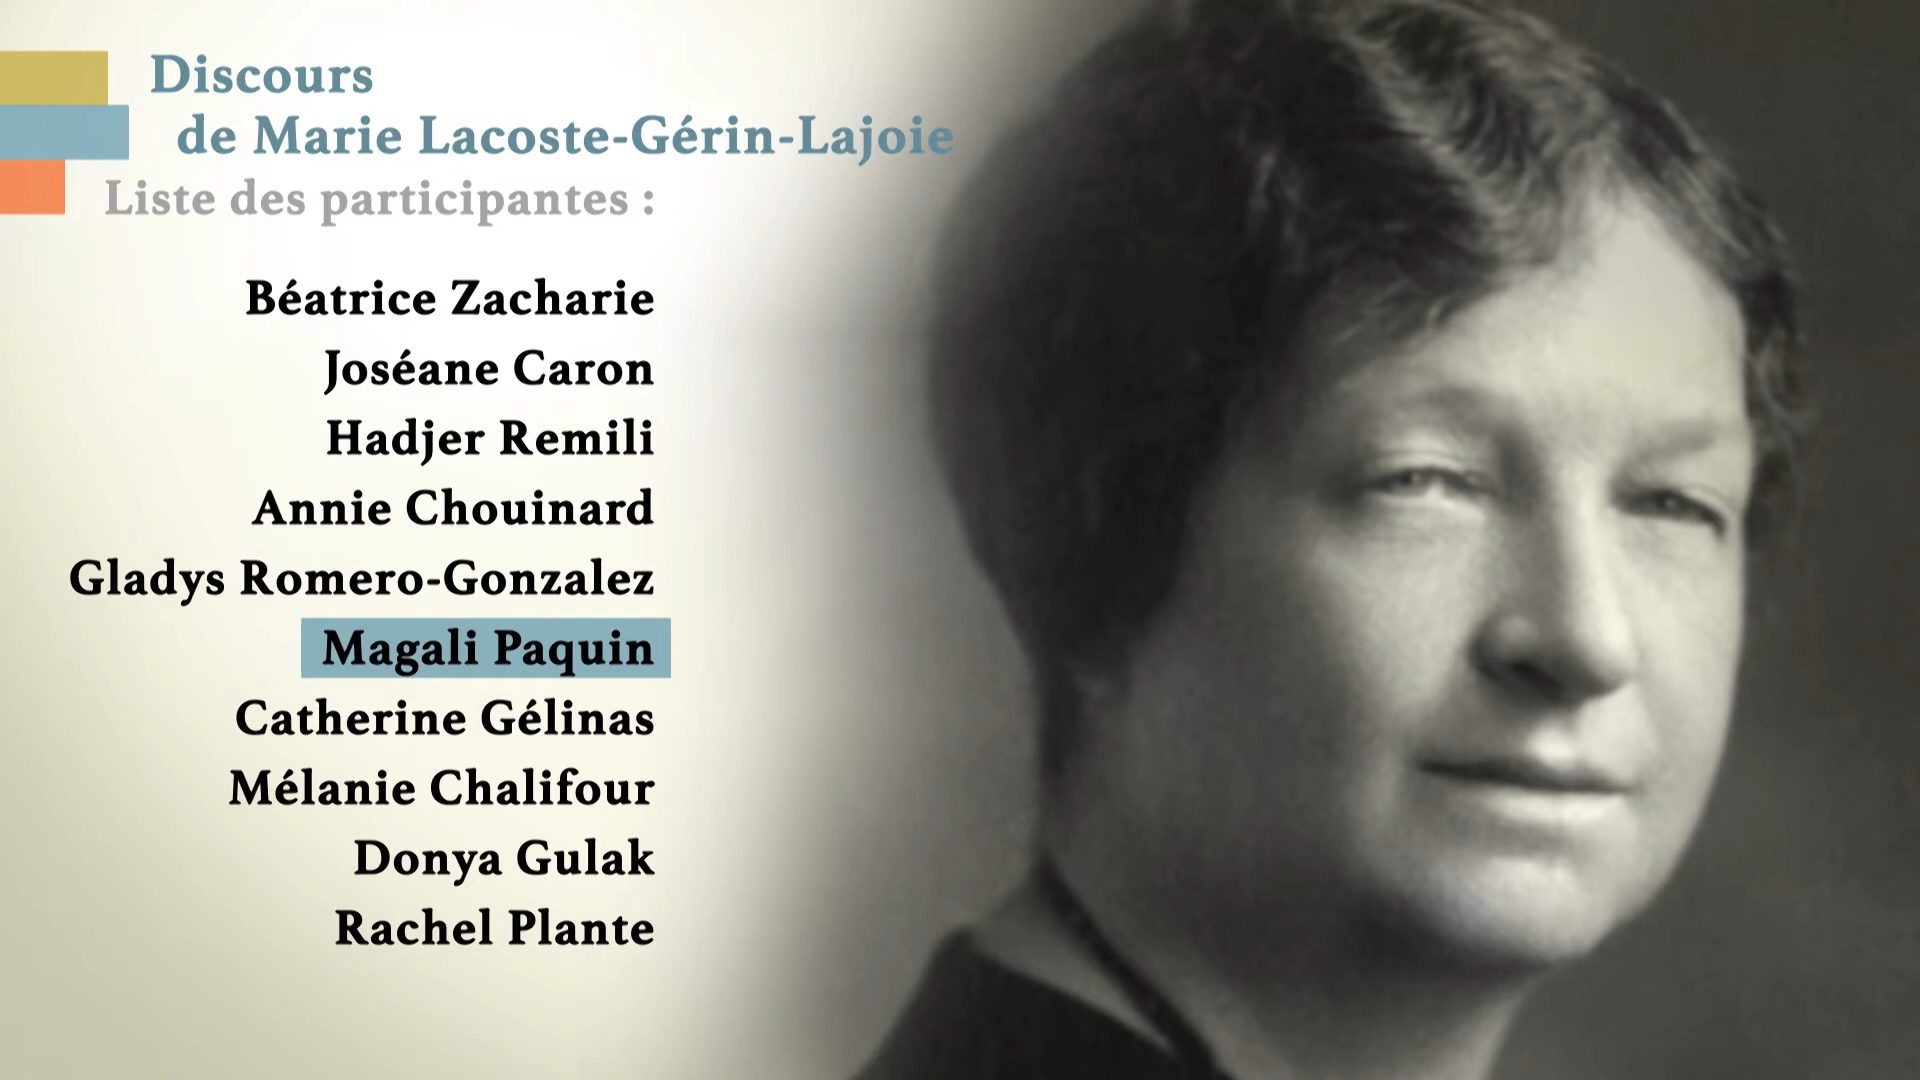 Discours
de Marie Lacoste-Gérin-Lajoie
Liste des participantes :
Béatrice Zacharie
Joséane Caron
Hadjer Remili
Annie Chouinard
Gladys Romero-Gonzalez
Magali Paquin
Catherine Gélinas
Mélanie Chalifour
Donya Gulak
Rachel Plante